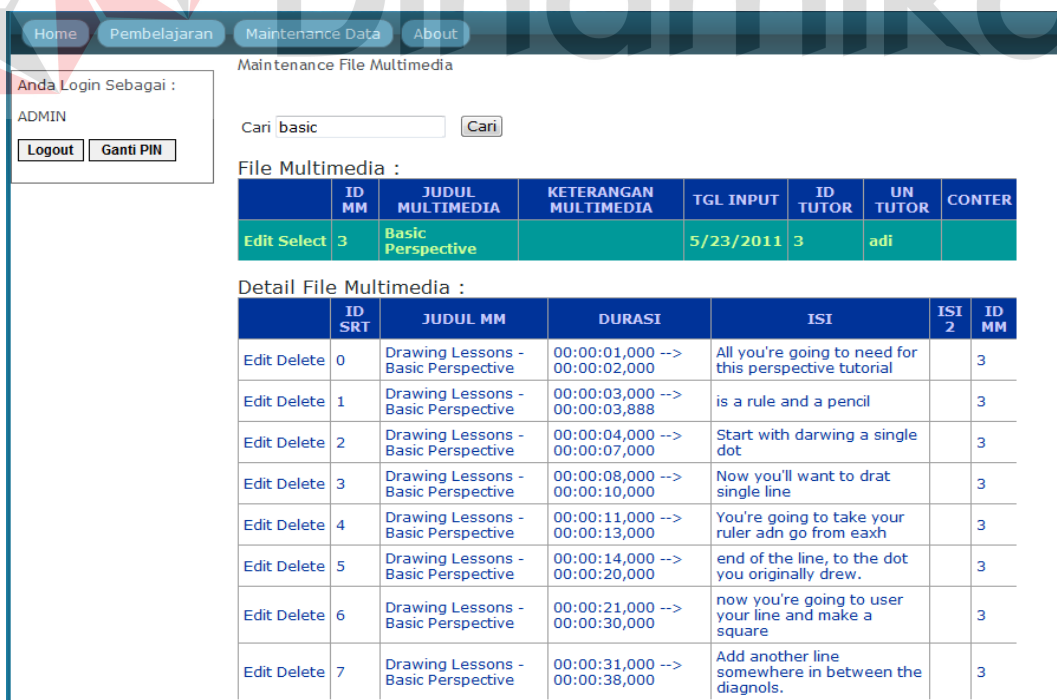 Dinamika
Home Pembelajaran Maintenance Data About
Anda Login Sebagai :
ADMIN
Logout Ganti PIN
Maintenance File Multimedia
Cari basic Cari
File Multimedia :
ID MM JUDUL MULTIMEDIA KETERANGAN MULTIMEDIA TGL INPUT ID TUTOR UN TUTOR CONTER
Edit Select 3 Basic Perspective 5/23/2011 3 adi
Detail File Multimedia :
ID SRT JUDUL MM DURASI ISI ISI 2 ID MM
Edit Delete 0 Drawing Lessons - Basic Perspective 00:00:01,000 --> 00:00:02,000 All you're going to need for this perspective tutorial 3
Edit Delete 1 Drawing Lessons - Basic Perspective 00:00:03,000 --> 00:00:03,888 is a rule and a pencil 3
Edit Delete 2 Drawing Lessons - Basic Perspective 00:00:04,000 --> 00:00:07,000 Start with darwing a single dot 3
Edit Delete 3 Drawing Lessons - Basic Perspective 00:00:08,000 --> 00:00:10,000 Now you'll want to drat single line 3
Edit Delete 4 Drawing Lessons - Basic Perspective 00:00:11,000 --> 00:00:13,000 You're going to take your ruler adn go from eaxh 3
Edit Delete 5 Drawing Lessons - Basic Perspective 00:00:14,000 --> 00:00:20,000 end of the line, to the dot you originally drew. 3
Edit Delete 6 Drawing Lessons - Basic Perspective 00:00:21,000 --> 00:00:30,000 now you're going to user your line and make a square 3
Edit Delete 7 Drawing Lessons - Basic Perspective 00:00:31,000 --> 00:00:38,000 Add another line somewhere in between the diagnols. 3